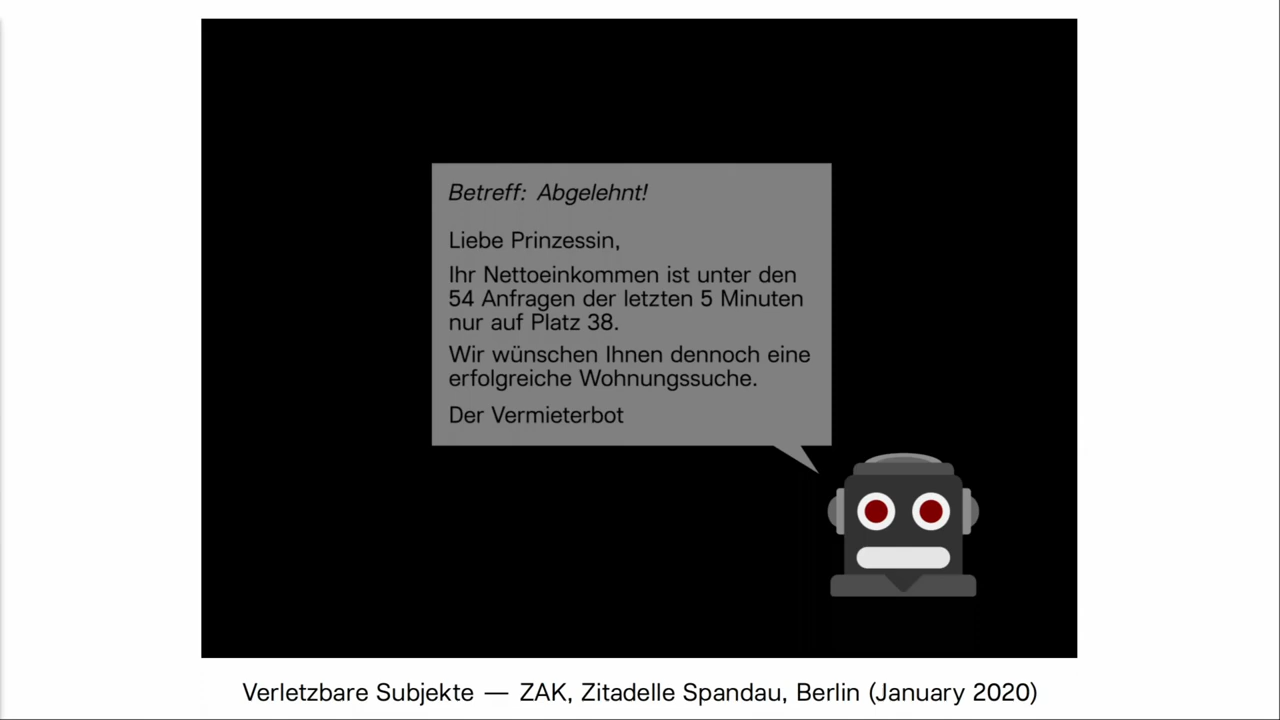 Betreff: Abgelehnt!
Liebe Prinzessin,
Ihr Nettoeinkommen ist unter den
54 Anfragen der letzten 5 Minuten
nur auf Platz 38.
Wir wünschen Ihnen dennoch eine
erfolgreiche Wohnungssuche.
Der Vermieterbot
Verletzbare Subjekte — ZAK, Zitadelle Spandau, Berlin (January 2020)